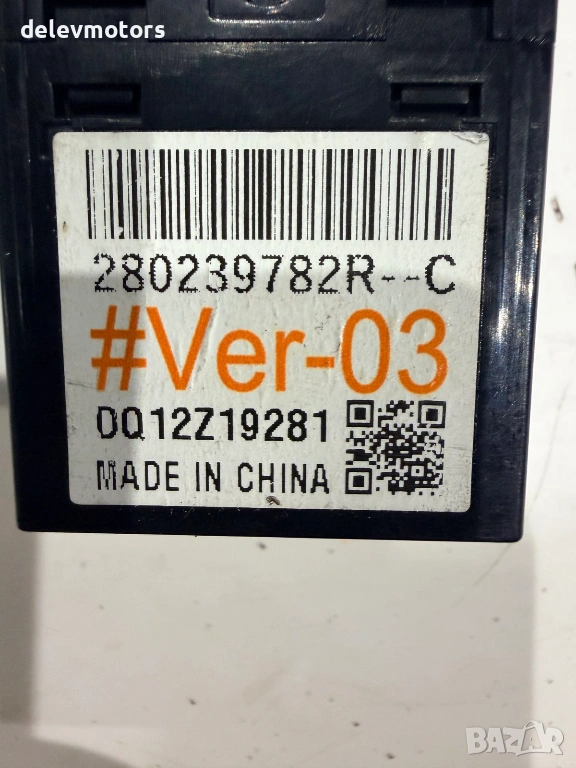 delevmotors
280239782R--C
#Ver-03
DQ12Z19281
MADE IN CHINA
BAZAR